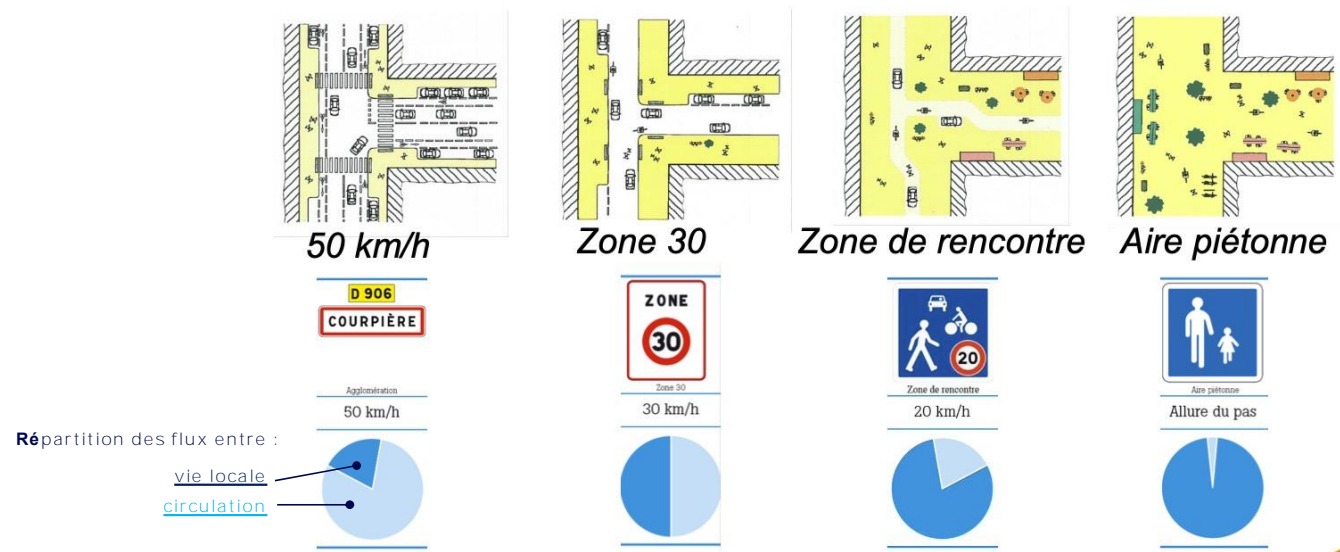 50 km/h
Zone 30
Zone de rencontre
Aire piétonne
D 906
COURPIÈRE
ZONE
30
20
Agglomération
Zone 30
Zone de rencontre
Aire piétonne
50 km/h
30 km/h
20 km/h
Allure du pas
Répartition des flux entre :
vie locale
circulation